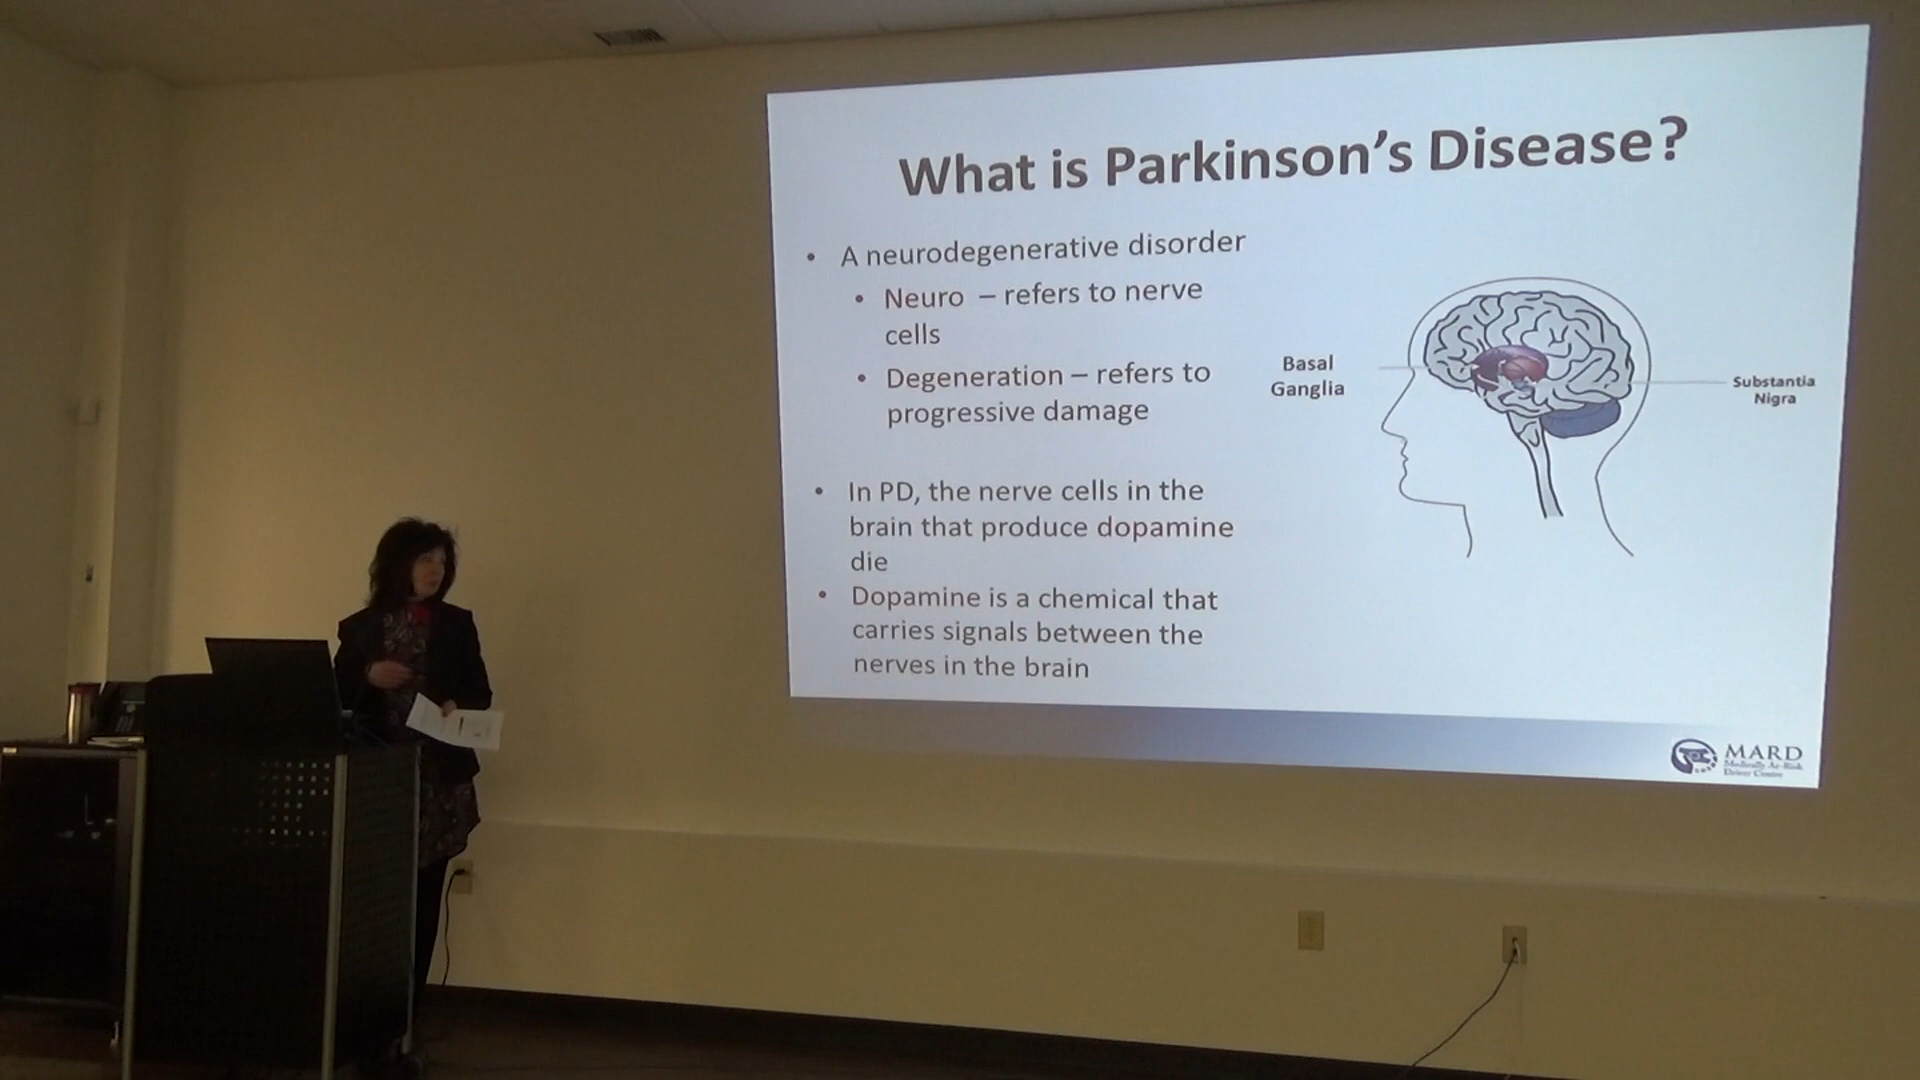 What is Parkinson's Disease?
• A neurodegenerative disorder
• Neuro – refers to nerve
cells
• Degeneration – refers to
progressive damage
• In PD, the nerve cells in the
brain that produce dopamine
die
• Dopamine is a chemical that
carries signals between the
nerves in the brain
Basal
Ganglia
Substantia
Nigra
MARD
Medically At-Risk
Driver Centre